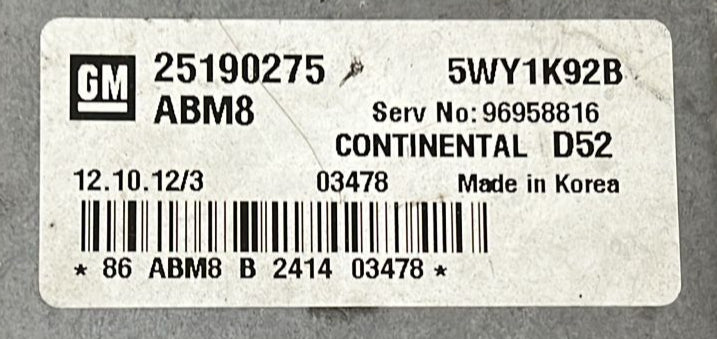 GM 25190275 5WY1K92B
ABM8 Serv No: 96958816
CONTINENTAL D52
12.10.12/3 03478 Made in Korea
* 86 ABM8 B 2414 03478 *